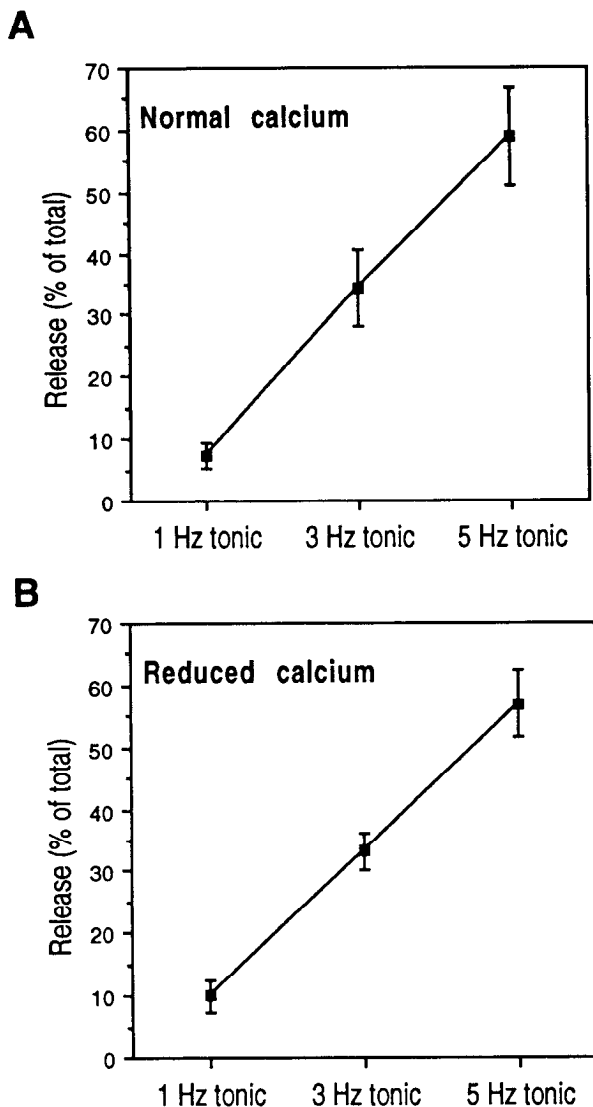 A
70
Normal calcium
60
50
40
30
20
10
0
Release (% of total)
1 Hz tonic 3 Hz tonic 5 Hz tonic
B
70
Reduced calcium
60
50
40
30
20
10
0
Release (% of total)
1 Hz tonic 3 Hz tonic 5 Hz tonic